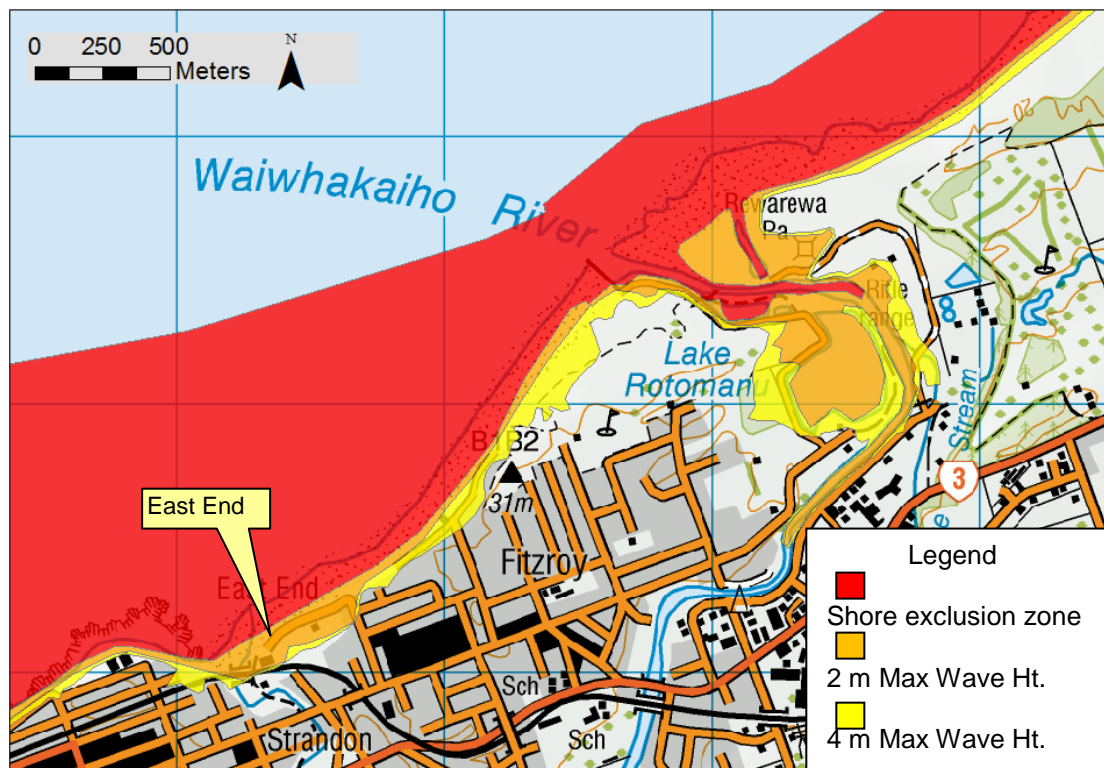 0 250 500
Meters
N
20
Waiwhakaiho River
Rewarewa
Pa
Rifle
range
Lake
Rotomanu
Stream
3
B1B2
31m
East End
East End
Fitzroy
Sch
Sch
Strandon
Legend
Shore exclusion zone
2 m Max Wave Ht.
4 m Max Wave Ht.